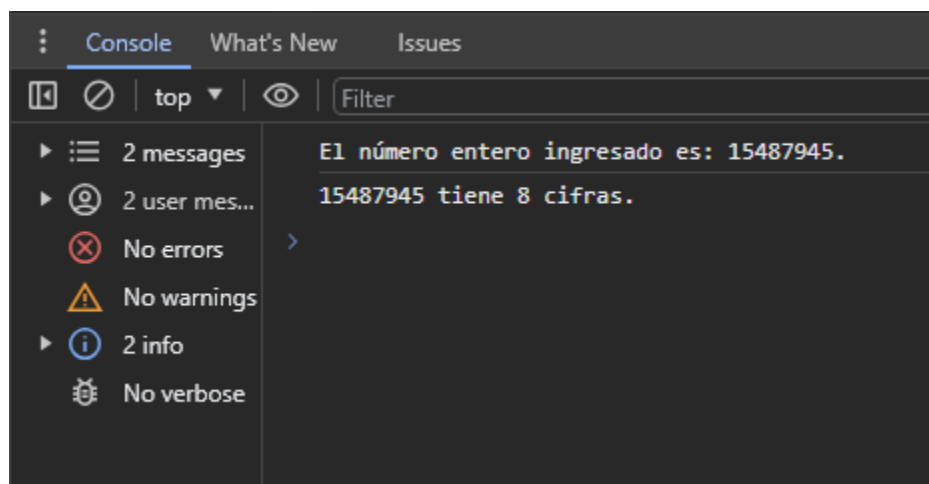 Console What's New Issues
top Filter
2 messages
2 user mes...
No errors
No warnings
2 info
No verbose
El número entero ingresado es: 15487945.
15487945 tiene 8 cifras.